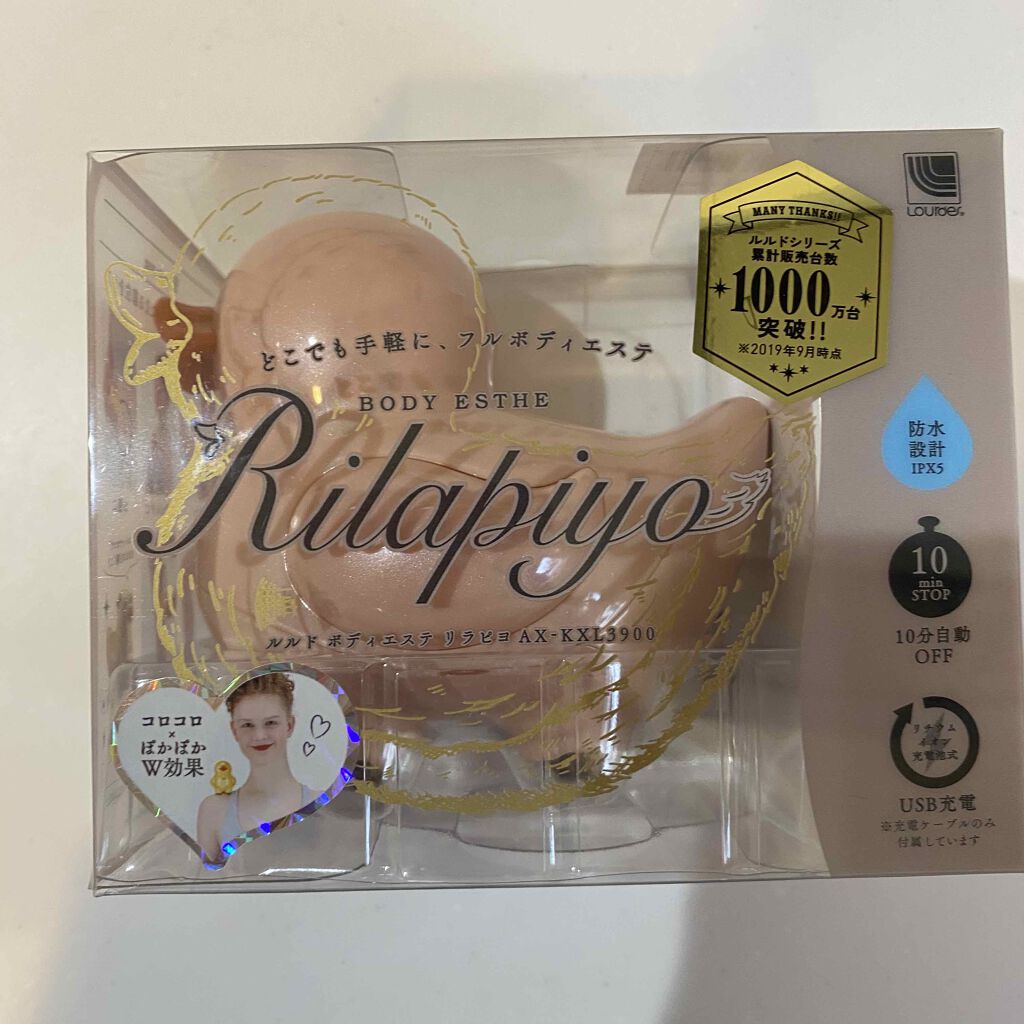 Lourdes
MANY THANKS!!
ルルドシリーズ
累計販売台数
1000万台
突破!!
※2019年9月時点
どこでも手軽に、フルボディエステ
BODY ESTHE
Rilapiyo
ルルド ボディエステ リラピヨ AX-KXL3900
防水
設計
IPX5
10
min
STOP
10分自動
OFF
リチウム
イオン
充電池式
USB充電
※充電ケーブルのみ
付属しています
コロコロ
×
ぽかぽか
W効果